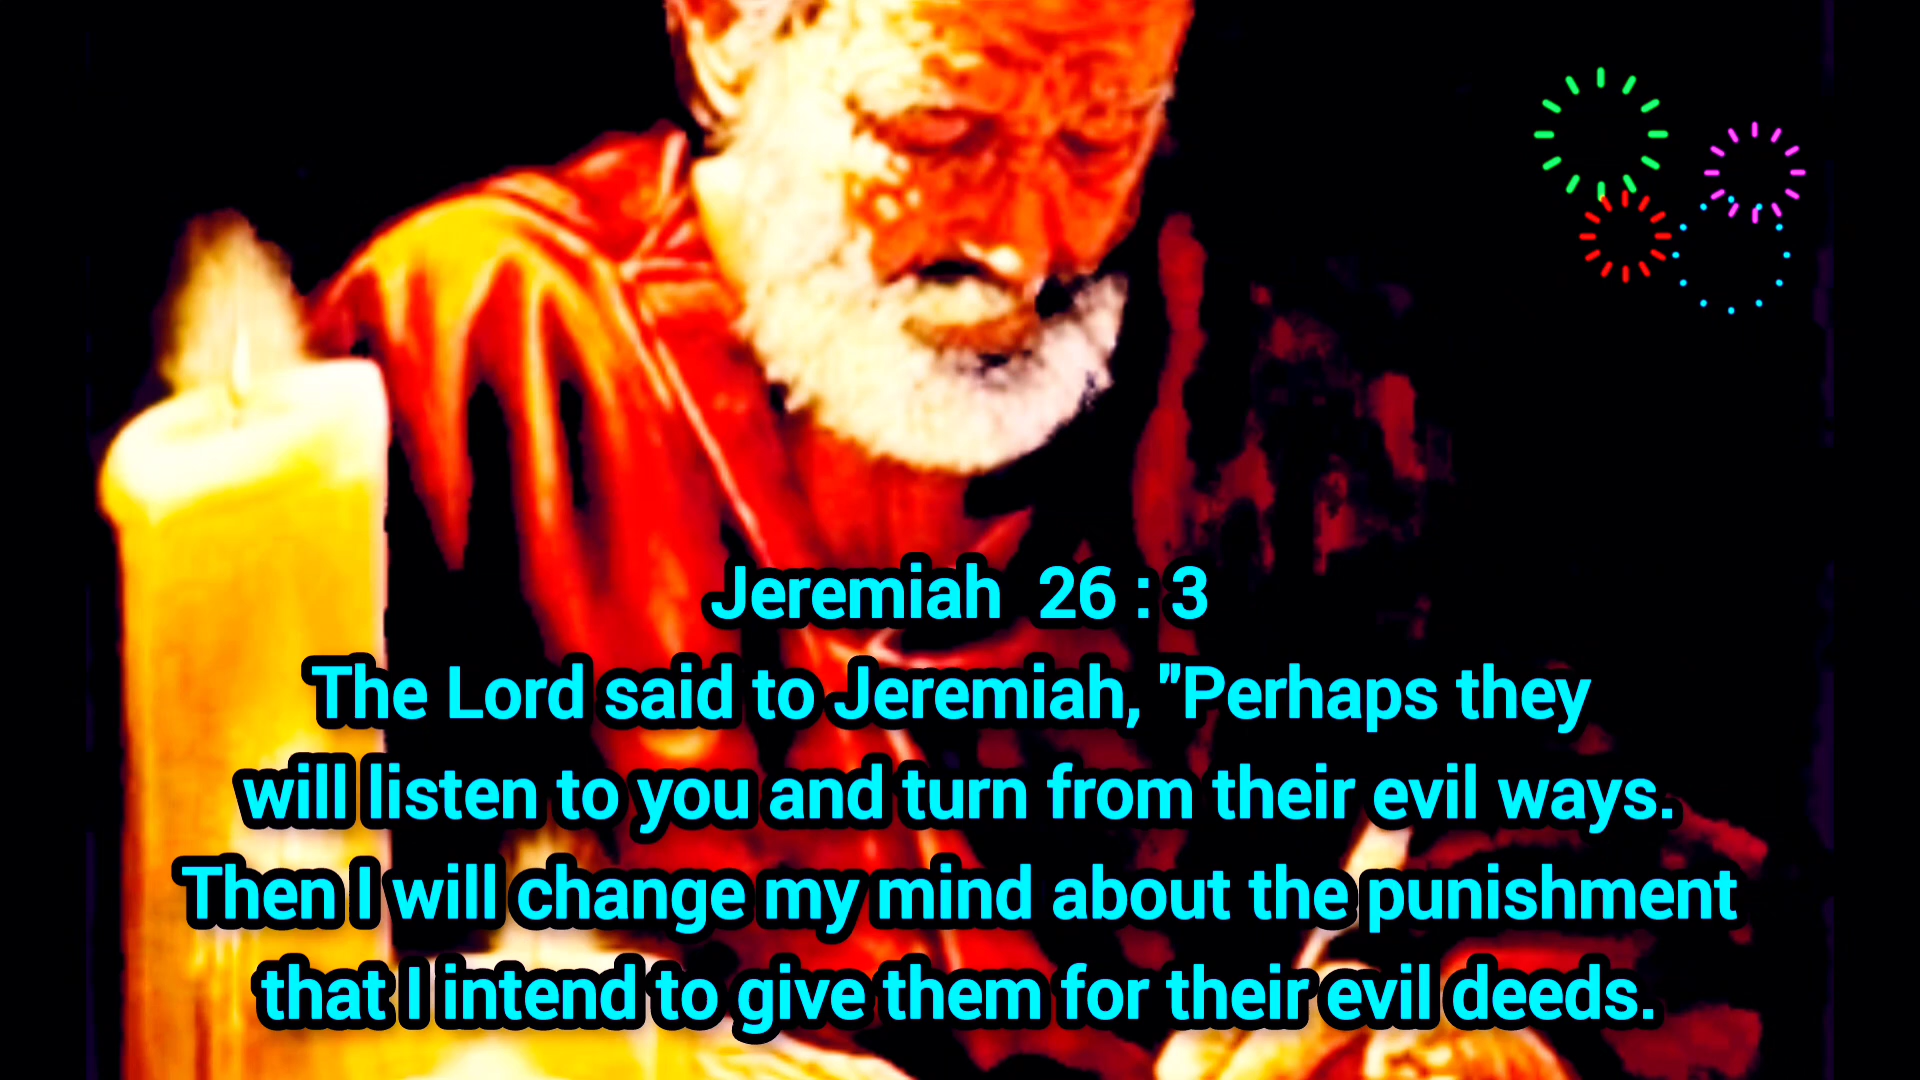 Jeremiah  26 : 3
The Lord said to Jeremiah, "Perhaps they
will listen to you and turn from their evil ways.
Then I will change my mind about the punishment
that I intend to give them for their evil deeds.